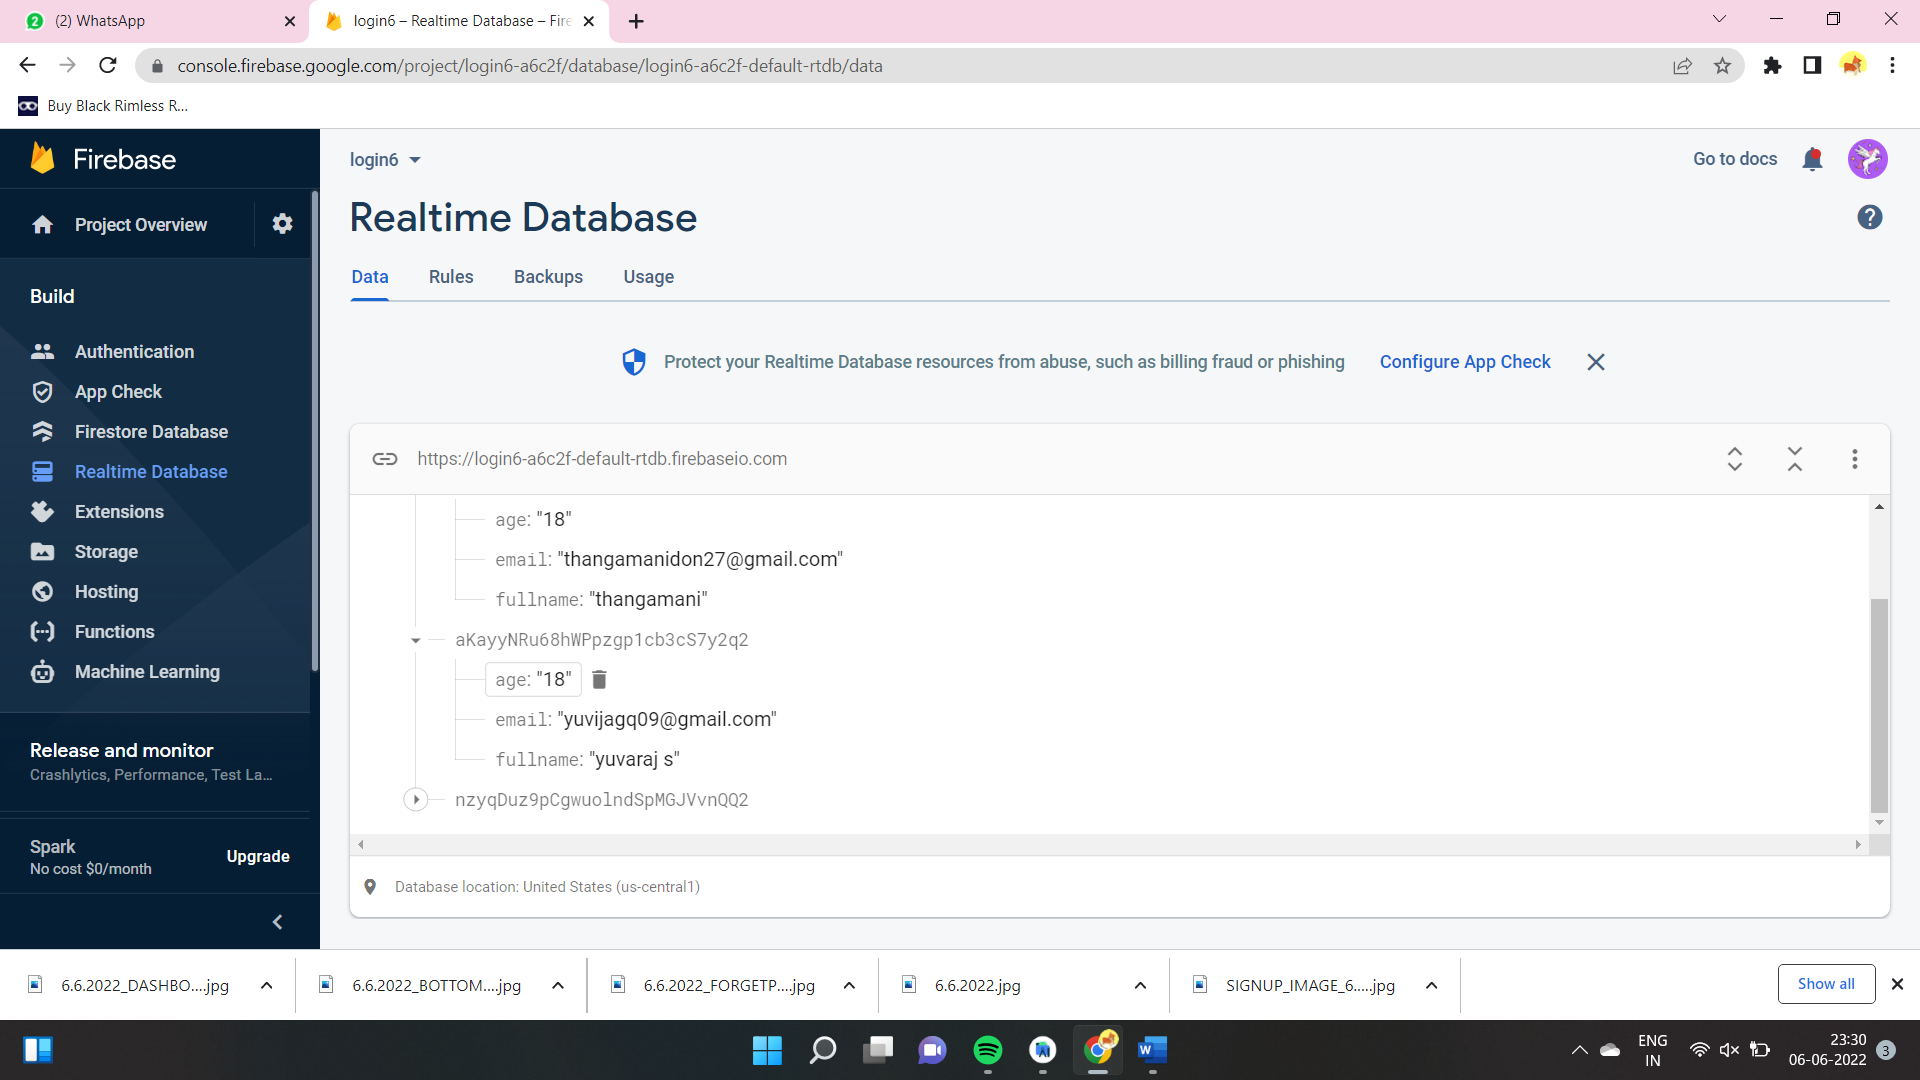 (2) WhatsApp
login6 – Realtime Database – Fire
console.firebase.google.com/project/login6-a6c2f/database/login6-a6c2f-default-rtdb/data
Buy Black Rimless R...
Firebase
login6
Go to docs
Project Overview
Realtime Database
Data Rules Backups Usage
Build
Authentication
App Check
Firestore Database
Realtime Database
Extensions
Storage
Hosting
Functions
Machine Learning
Release and monitor
Crashlytics, Performance, Test La...
Spark
No cost $0/month
Upgrade
Protect your Realtime Database resources from abuse, such as billing fraud or phishing Configure App Check
https://login6-a6c2f-default-rtdb.firebaseio.com
age: "18"
email: "thangamanidon27@gmail.com"
fullname: "thangamani"
aKayyNRu68hWPpzgp1cb3cS7y2q2
age: "18"
email: "yuvijagq09@gmail.com"
fullname: "yuvaraj s"
nzyqDuz9pCgwuolndSpMGJVvnQQ2
Database location: United States (us-central1)
6.6.2022_DASHBO....jpg
6.6.2022_BOTTOM....jpg
6.6.2022_FORGETP....jpg
6.6.2022.jpg
SIGNUP_IMAGE_6.....jpg
Show all
ENG
IN
23:30
06-06-2022
3